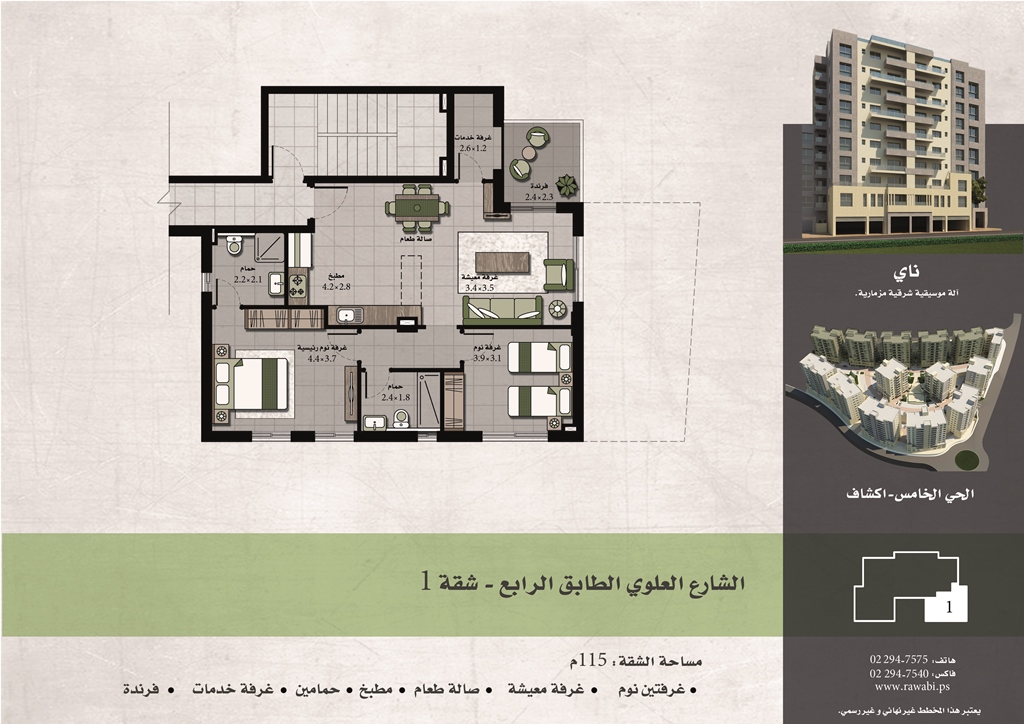 غرفة خدمات
2.6×1.2
فرندة
2.4×2.3
صالة طعام
حمام
2.2×2.1
مطبخ
4.2×2.8
غرفة معيشة
3.4×3.5
غرفة نوم رئيسية
4.4×3.7
غرفة نوم
3.9×3.1
حمام
2.4×1.8
ناي
آلة موسيقية شرقية مزمارية.
الحي الخامس-اكشاف
الشارع العلوي الطابق الرابع - شقة 1
1
مساحة الشقة: 115م
• غرفتين نوم • غرفة معيشة • صالة طعام • مطبخ • حمامين • غرفة خدمات • فرندة
هاتف: 02 294-7575
فاكس: 02 294-7540
www.rawabi.ps
يعتبر هذا المخطط غير نهائي و غير رسمي.